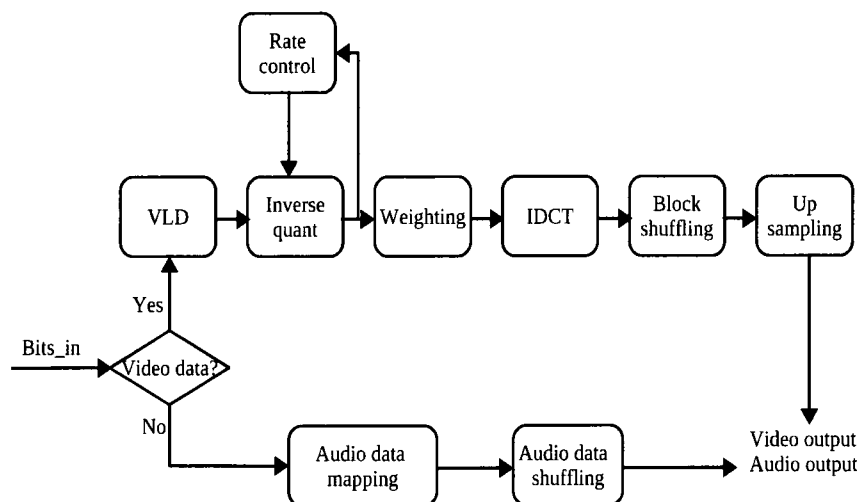 Rate
control
VLD
Inverse
quant
Weighting
IDCT
Block
shuffling
Up
sampling
Yes
Bits_in
Video data?
No
Audio data
mapping
Audio data
shuffling
Video output
Audio output